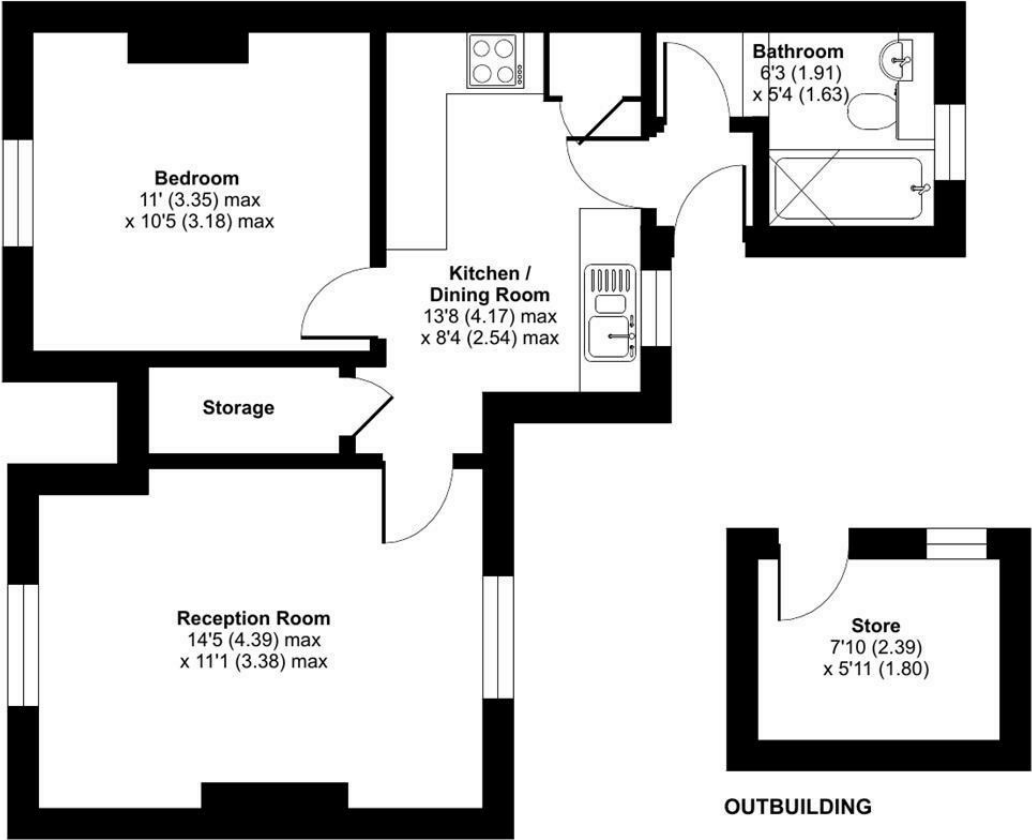 Bathroom
6'3 (1.91)
x 5'4 (1.63)
Bedroom
11' (3.35) max
x 10'5 (3.18) max
Kitchen /
Dining Room
13'8 (4.17) max
x 8'4 (2.54) max
Storage
Reception Room
14'5 (4.39) max
x 11'1 (3.38) max
Store
7'10 (2.39)
x 5'11 (1.80)
OUTBUILDING